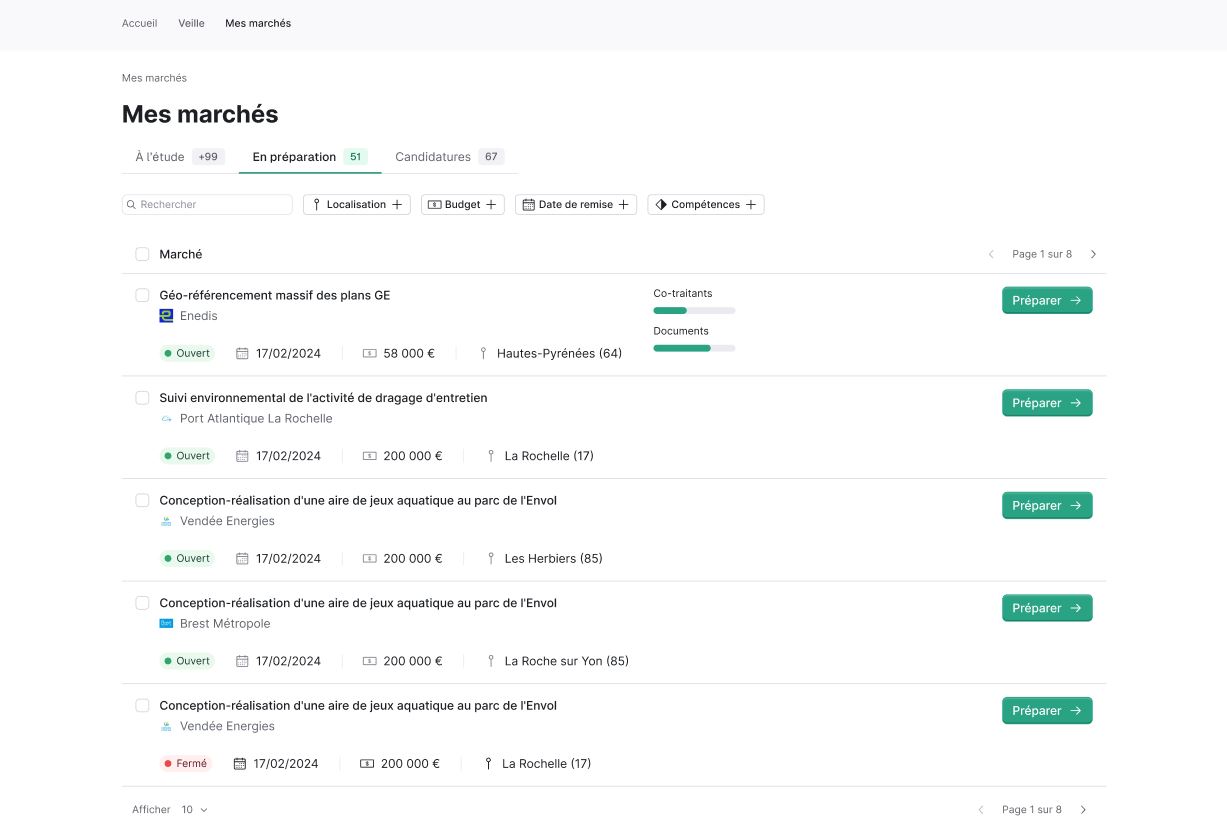 Accueil Veille Mes marchés
Mes marchés
Mes marchés
À l'étude +99 En préparation 51 Candidatures 67
Rechercher Localisation Budget Date de remise Compétences
Marché Page 1 sur 8
Géo-référencement massif des plans GE Co-traitants Préparer
Enedis
Documents
Ouvert 17/02/2024 58 000 € Hautes-Pyrénées (64)
Suivi environnemental de l'activité de dragage d'entretien Préparer
Port Atlantique La Rochelle
Ouvert 17/02/2024 200 000 € La Rochelle (17)
Conception-réalisation d'une aire de jeux aquatique au parc de l'Envol Préparer
Vendée Energies
Ouvert 17/02/2024 200 000 € Les Herbiers (85)
Conception-réalisation d'une aire de jeux aquatique au parc de l'Envol Préparer
Brest Métropole
Ouvert 17/02/2024 200 000 € La Roche sur Yon (85)
Conception-réalisation d'une aire de jeux aquatique au parc de l'Envol Préparer
Vendée Energies
Fermé 17/02/2024 200 000 € La Rochelle (17)
Afficher 10 Page 1 sur 8